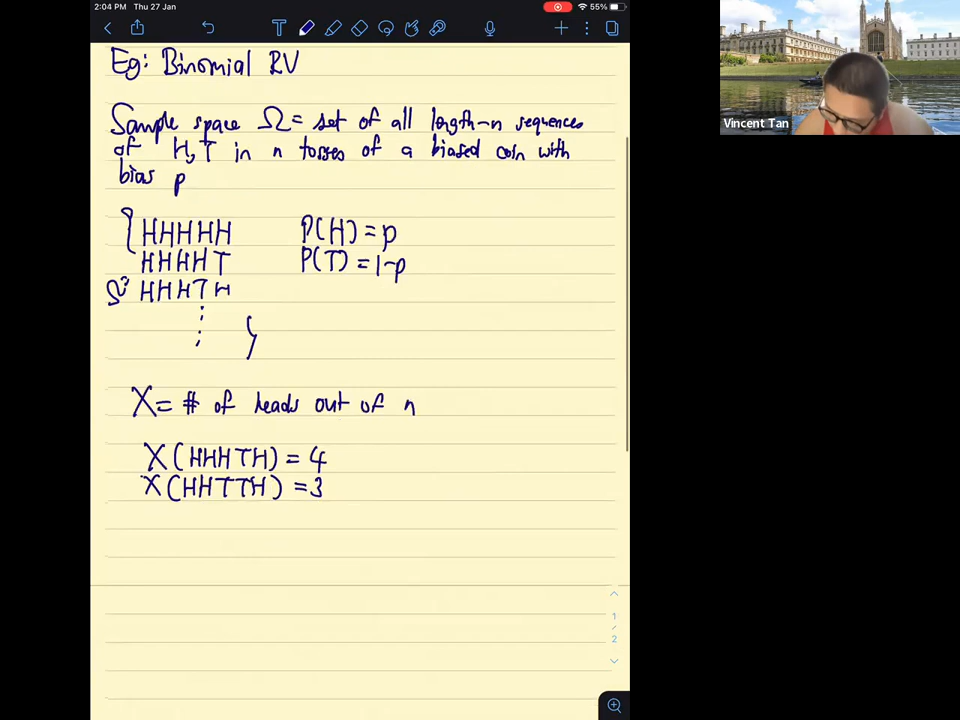 2:04 PM Thu 27 Jan
55%
Eg: Binomial RV
Sample space Ω = set of all length-n sequences
of H,T in n tosses of a biased coin with
bias p
HHHHH P(H) = p
HHHHT P(T) = 1-p
Ω: HHHTH
X = # of heads out of n
X(HHHTH) = 4
X(HHTTH) = 3
1
2
Vincent Tan